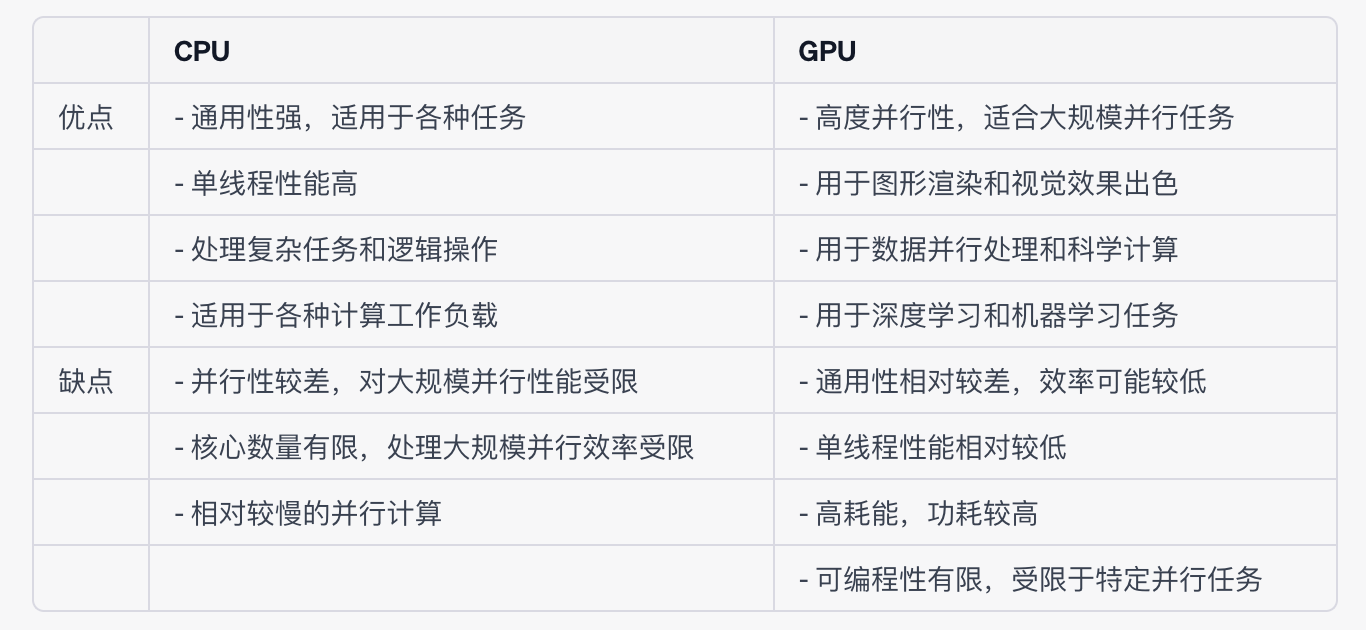 CPU GPU
优点 - 通用性强，适用于各种任务 - 高度并行性，适合大规模并行任务
- 单线程性能高 - 用于图形渲染和视觉效果出色
- 处理复杂任务和逻辑操作 - 用于数据并行处理和科学计算
- 适用于各种计算工作负载 - 用于深度学习和机器学习任务
缺点 - 并行性较差，对大规模并行性能受限 - 通用性相对较差，效率可能较低
- 核心数量有限，处理大规模并行效率受限 - 单线程性能相对较低
- 相对较慢的并行计算 - 高耗能，功耗较高
- 可编程性有限，受限于特定并行任务